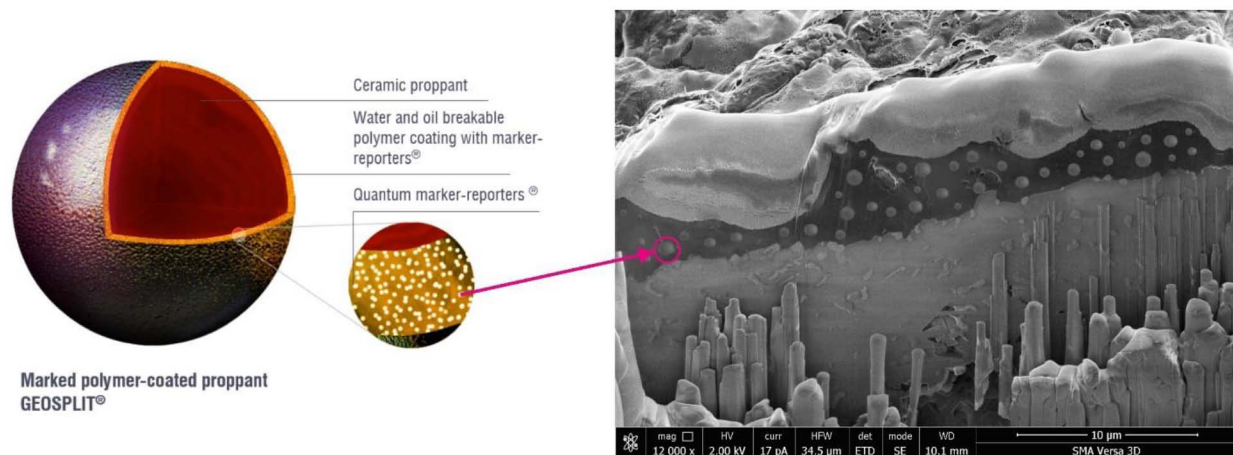 Ceramic proppant
Water and oil breakable
polymer coating with marker-
reporters®
Quantum marker-reporters ®
Marked polymer-coated proppant
GEOSPLIT®
mag HV curr HFW det mode WD 10 µm
12 000 x 2.00 kV 17 pA 34.5 µm ETD SE 10.1 mm SMA Versa 3D